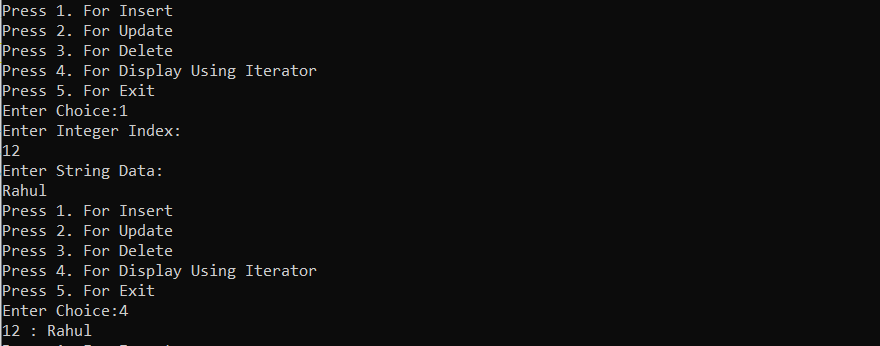 Press 1. For Insert
Press 2. For Update
Press 3. For Delete
Press 4. For Display Using Iterator
Press 5. For Exit
Enter Choice:1
Enter Integer Index:
12
Enter String Data:
Rahul
Press 1. For Insert
Press 2. For Update
Press 3. For Delete
Press 4. For Display Using Iterator
Press 5. For Exit
Enter Choice:4
12 : Rahul